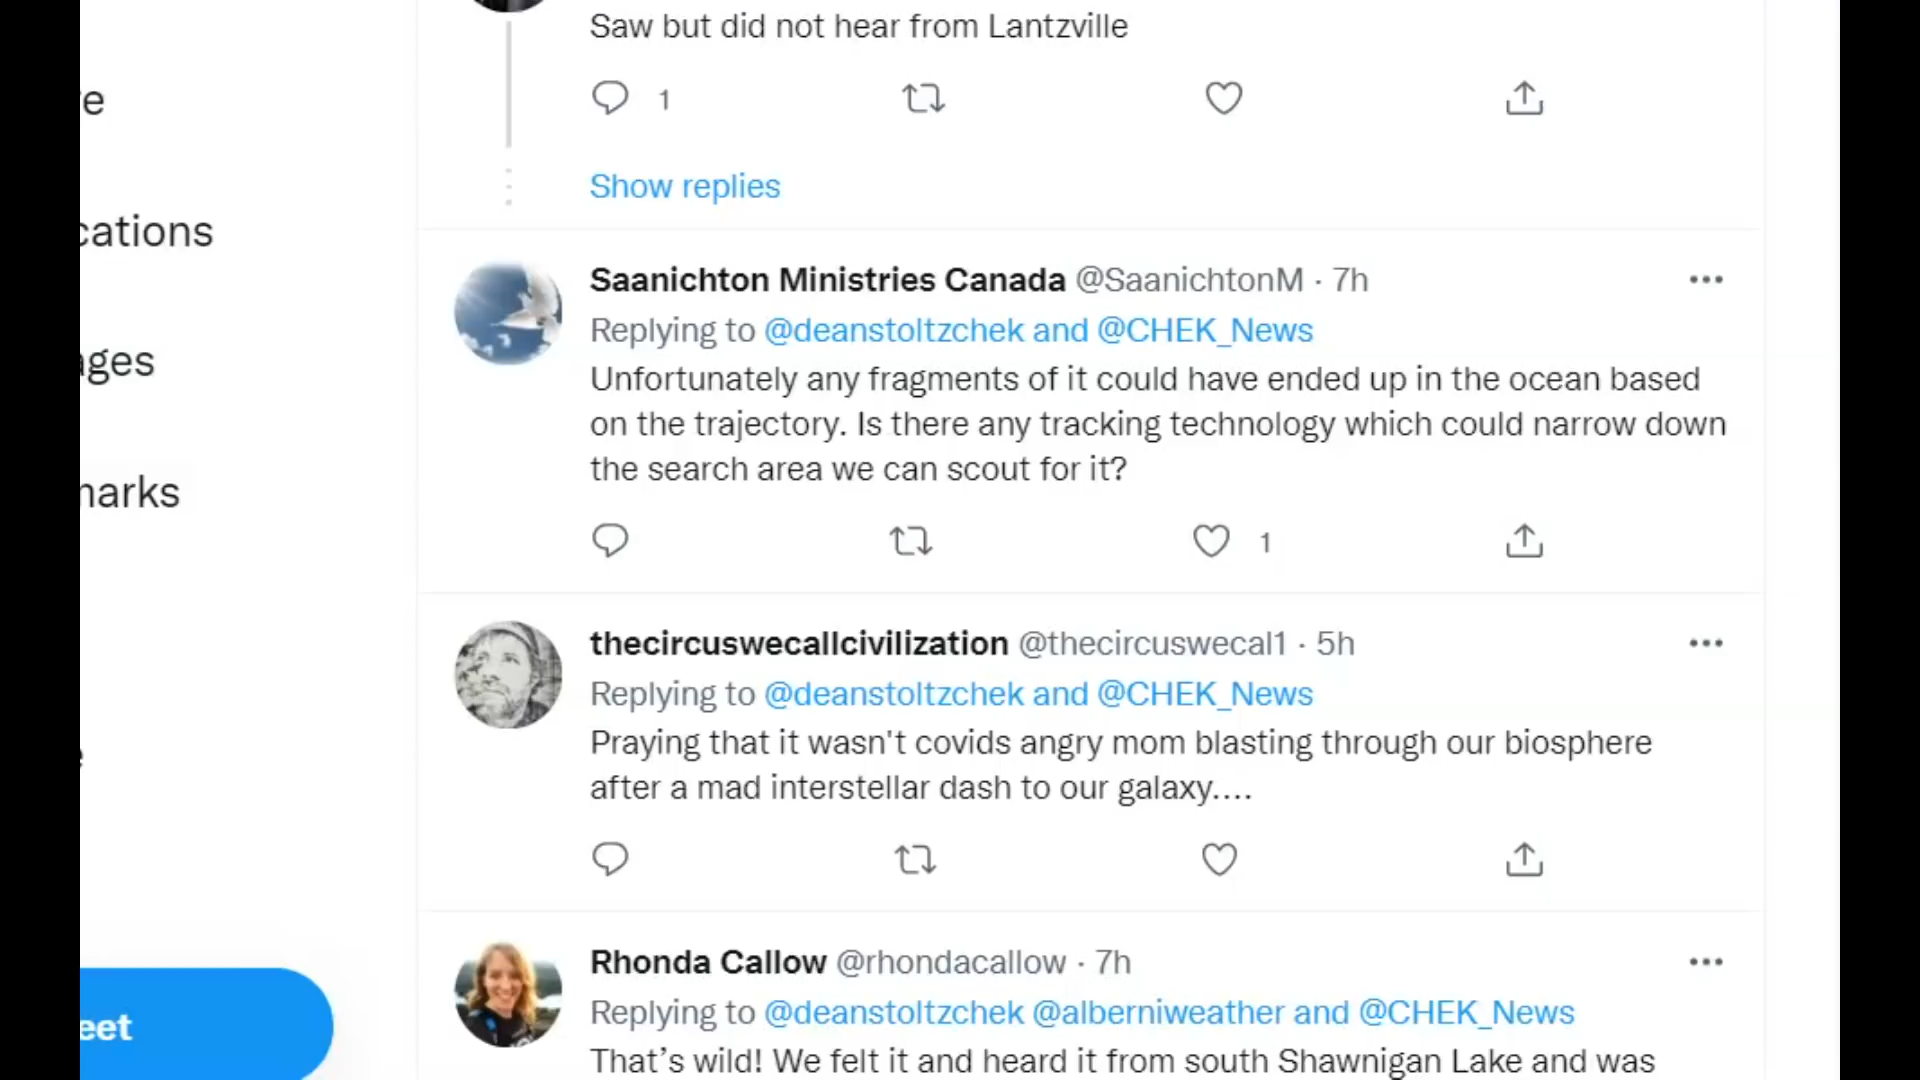 Saw but did not hear from Lantzville
e
1
Show replies
cations
Saanichton Ministries Canada @SaanichtonM · 7h
Replying to @deanstoltzchek and @CHEK_News
ages
Unfortunately any fragments of it could have ended up in the ocean based
on the trajectory. Is there any tracking technology which could narrow down
the search area we can scout for it?
marks
1
thecircuswecallcivilization @thecircuswecal1 · 5h
Replying to @deanstoltzchek and @CHEK_News
Praying that it wasn't covids angry mom blasting through our biosphere
after a mad interstellar dash to our galaxy....
Rhonda Callow @rhondacallow · 7h
Replying to @deanstoltzchek @alberniweather and @CHEK_News
eet
That’s wild! We felt it and heard it from south Shawnigan Lake and was